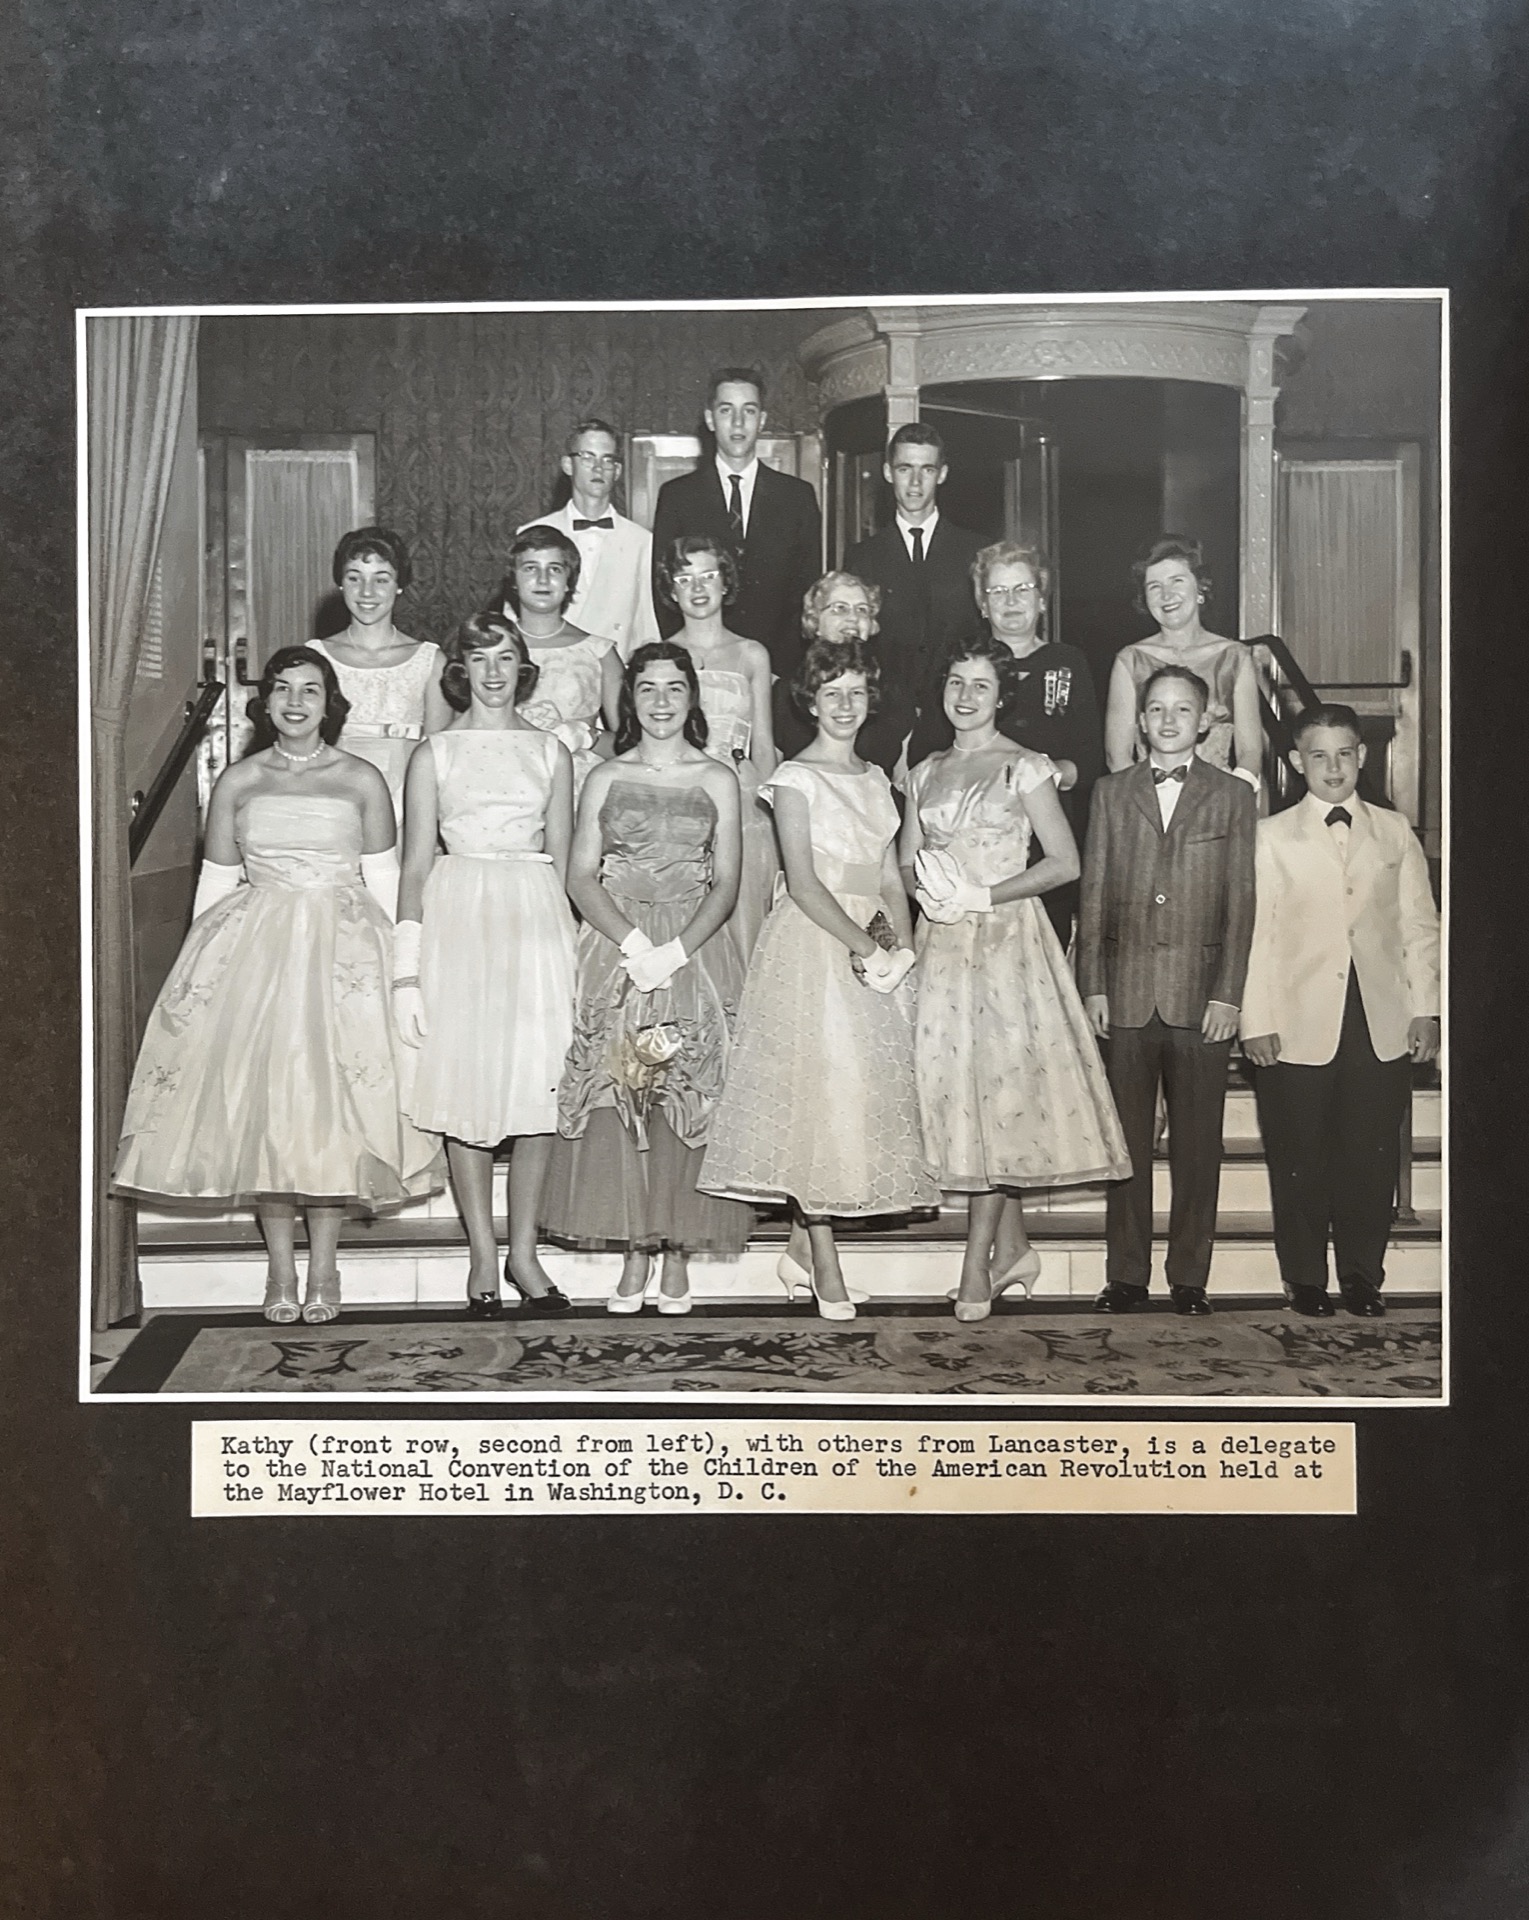 Kathy (front row, second from left), with others from Lancaster, is a delegate
to the National Convention of the Children of the American Revolution held at
the Mayflower Hotel in Washington, D. C.